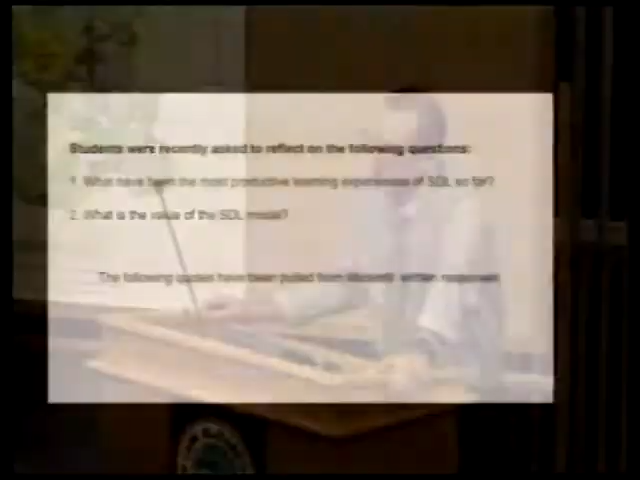 Students were recently asked to reflect on the following questions:
1. What have been the most productive learning experiences of SDL so far?
2. What is the value of the SDL model?
The following quotes have been pulled from students' written responses